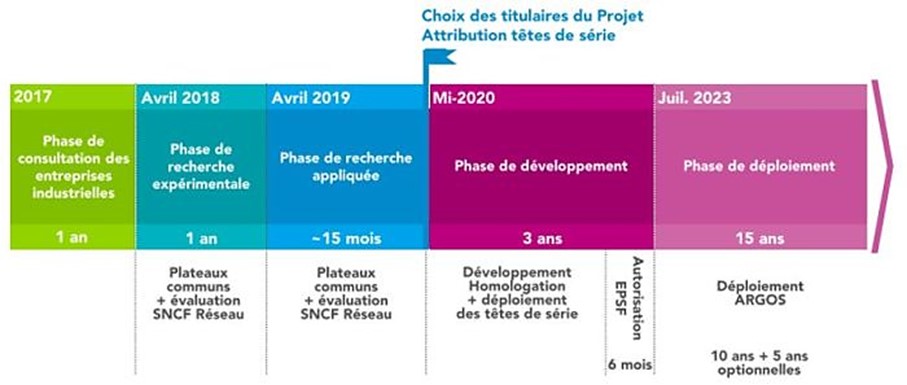 Choix des titulaires du Projet
Attribution têtes de série
2017
Avril 2018
Avril 2019
Mi-2020
Juil. 2023
Phase de
consultation des
entreprises
industrielles
Phase de
recherche
expérimentale
Phase de recherche
appliquée
Phase de développement
Phase de déploiement
1 an
1 an
~15 mois
3 ans
15 ans
Plateaux
communs
+ évaluation
SNCF Réseau
Plateaux
communs
+ évaluation
SNCF Réseau
Développement
Homologation
+ déploiement
des têtes de série
Autorisation
EPSF
6 mois
Déploiement
ARGOS
10 ans + 5 ans
optionnelles